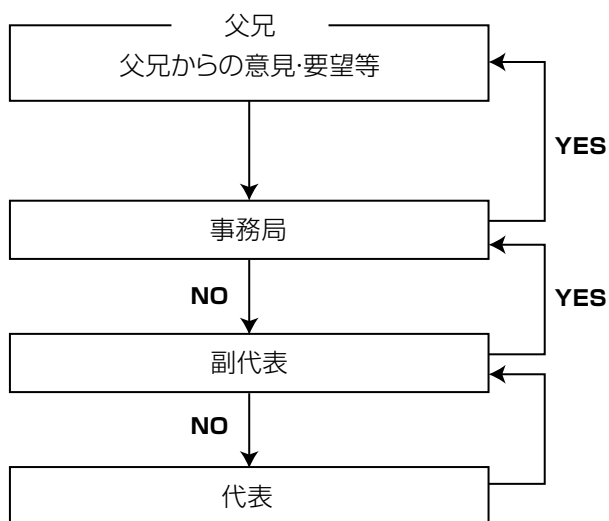 父兄
父兄からの意見・要望等
YES
事務局
NO
YES
副代表
NO
代表